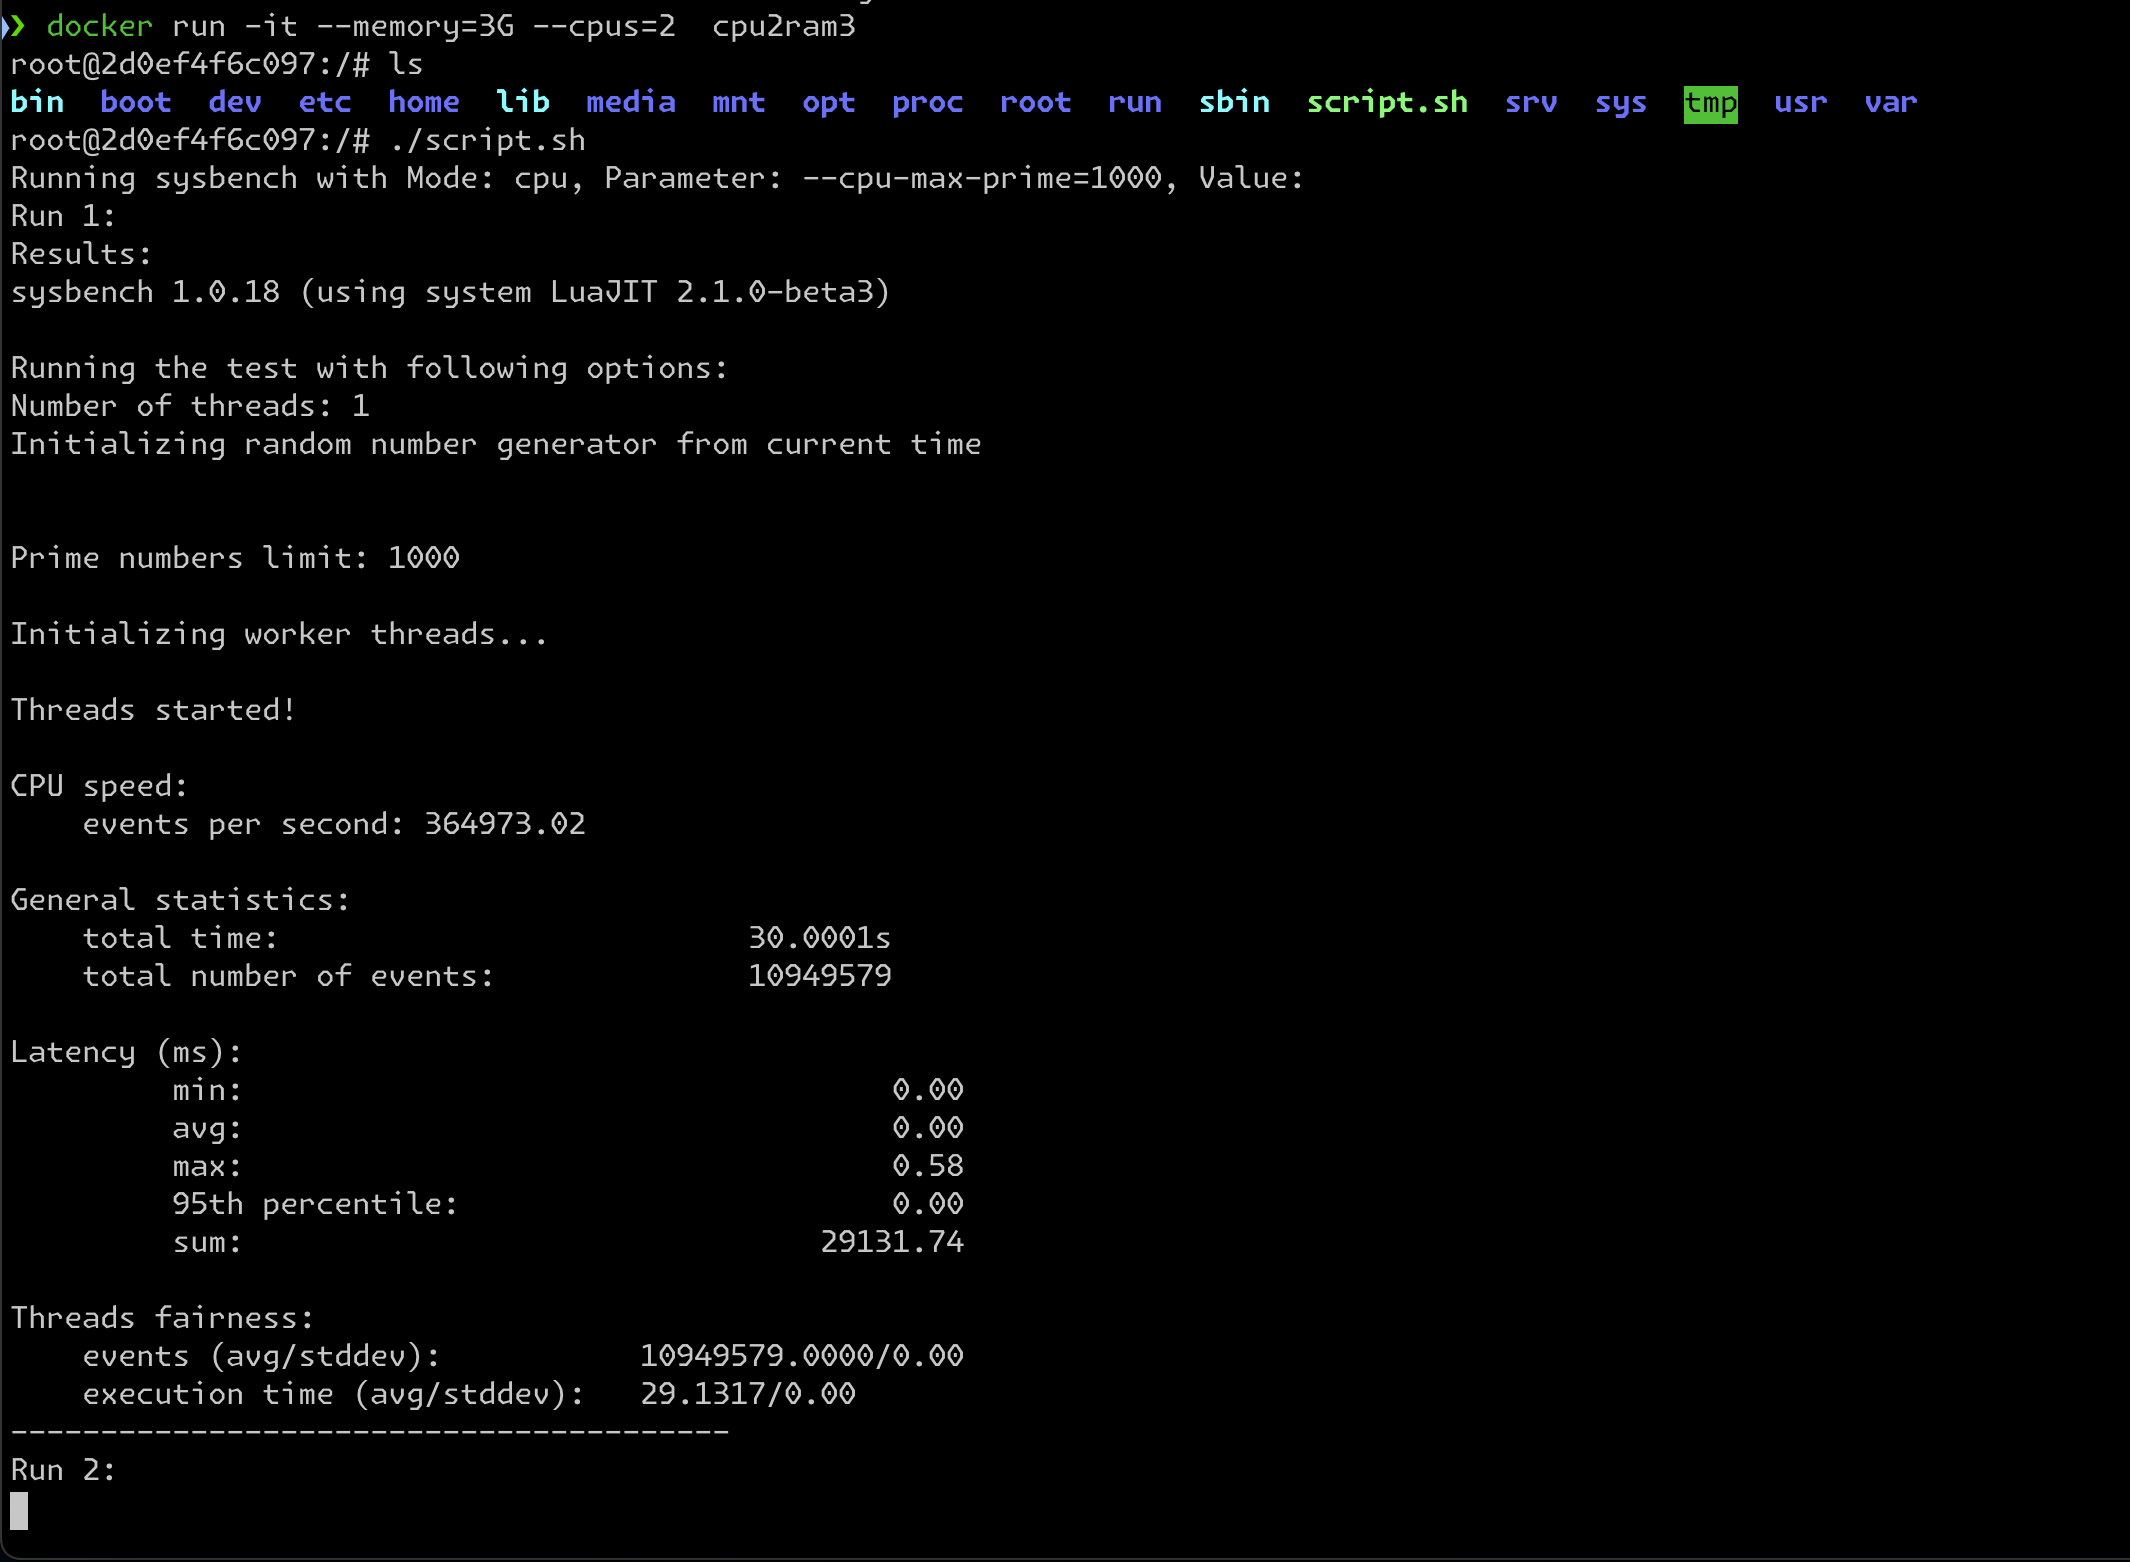 ❯ docker run -it --memory=3G --cpus=2  cpu2ram3
root@2d0ef4f6c097:/# ls
bin  boot  dev  etc  home  lib  media  mnt  opt  proc  root  run  sbin  script.sh  srv  sys  tmp  usr  var
root@2d0ef4f6c097:/# ./script.sh
Running sysbench with Mode: cpu, Parameter: --cpu-max-prime=1000, Value:
Run 1:
Results:
sysbench 1.0.18 (using system LuaJIT 2.1.0-beta3)
Running the test with following options:
Number of threads: 1
Initializing random number generator from current time
Prime numbers limit: 1000
Initializing worker threads...
Threads started!
CPU speed:
    events per second: 364973.02
General statistics:
    total time:                          30.0001s
    total number of events:              10949579
Latency (ms):
         min:                                    0.00
         avg:                                    0.00
         max:                                    0.58
         95th percentile:                        0.00
         sum:                                29131.74
Threads fairness:
    events (avg/stddev):           10949579.0000/0.00
    execution time (avg/stddev):   29.1317/0.00
----------------------------------------
Run 2: